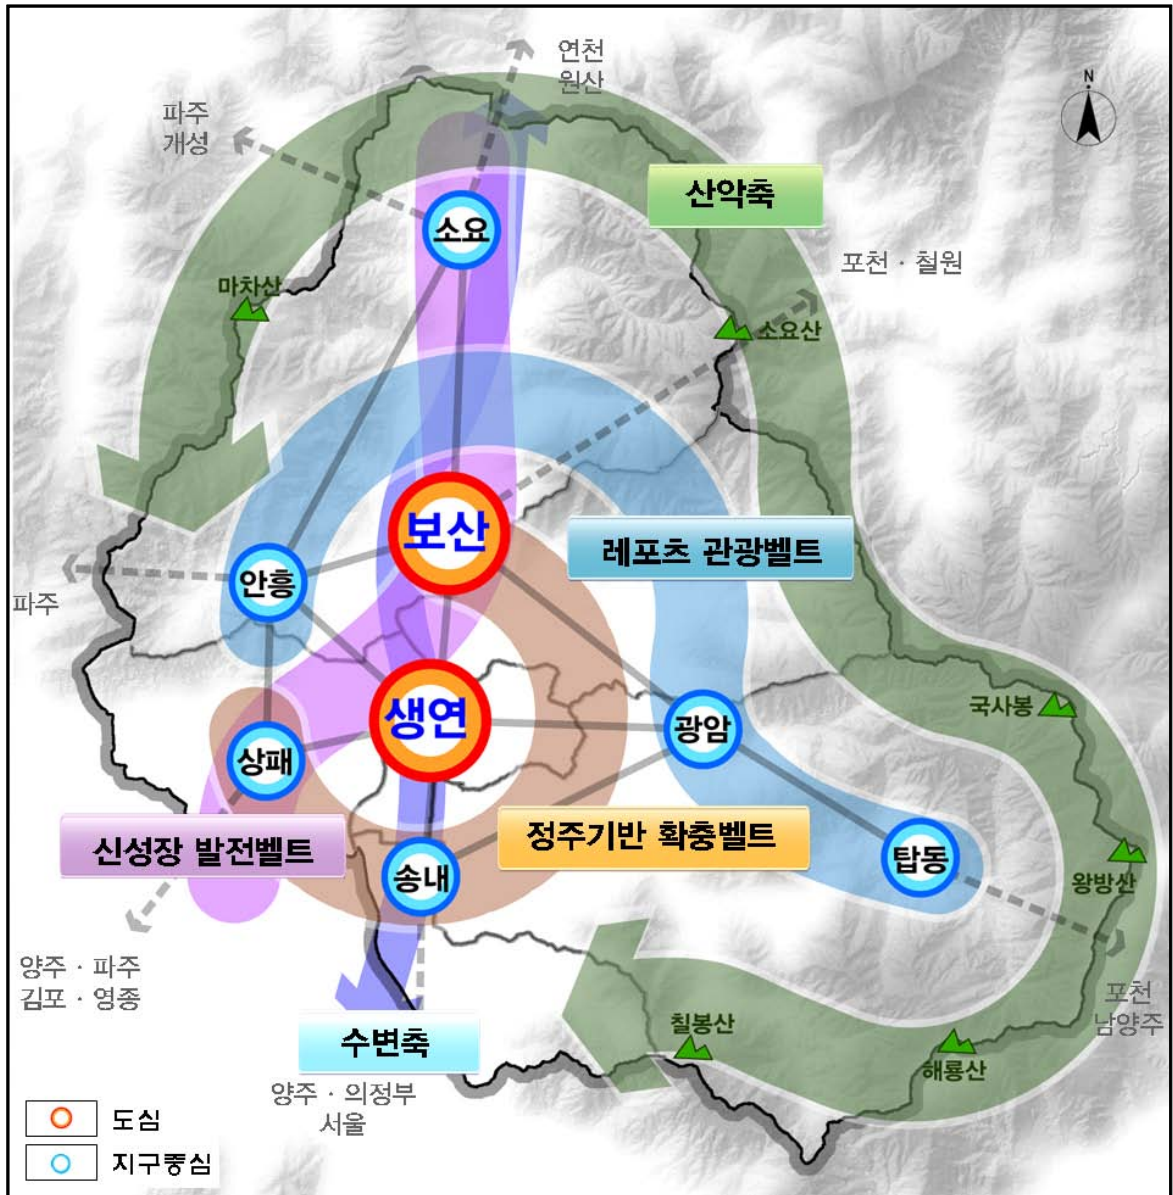 연천
원산
N
파주
개성
산악축
소요
포천 · 철원
마차산
소요산
보산
레포츠 관광벨트
안흥
파주
국사봉
생연
광암
상패
신성장 발전벨트
정주기반 확충벨트
탑동
송내
왕방산
양주 · 파주
김포 · 영종
포천
남양주
칠봉산
수변축
해룡산
양주 · 의정부
서울
도심
지구중심